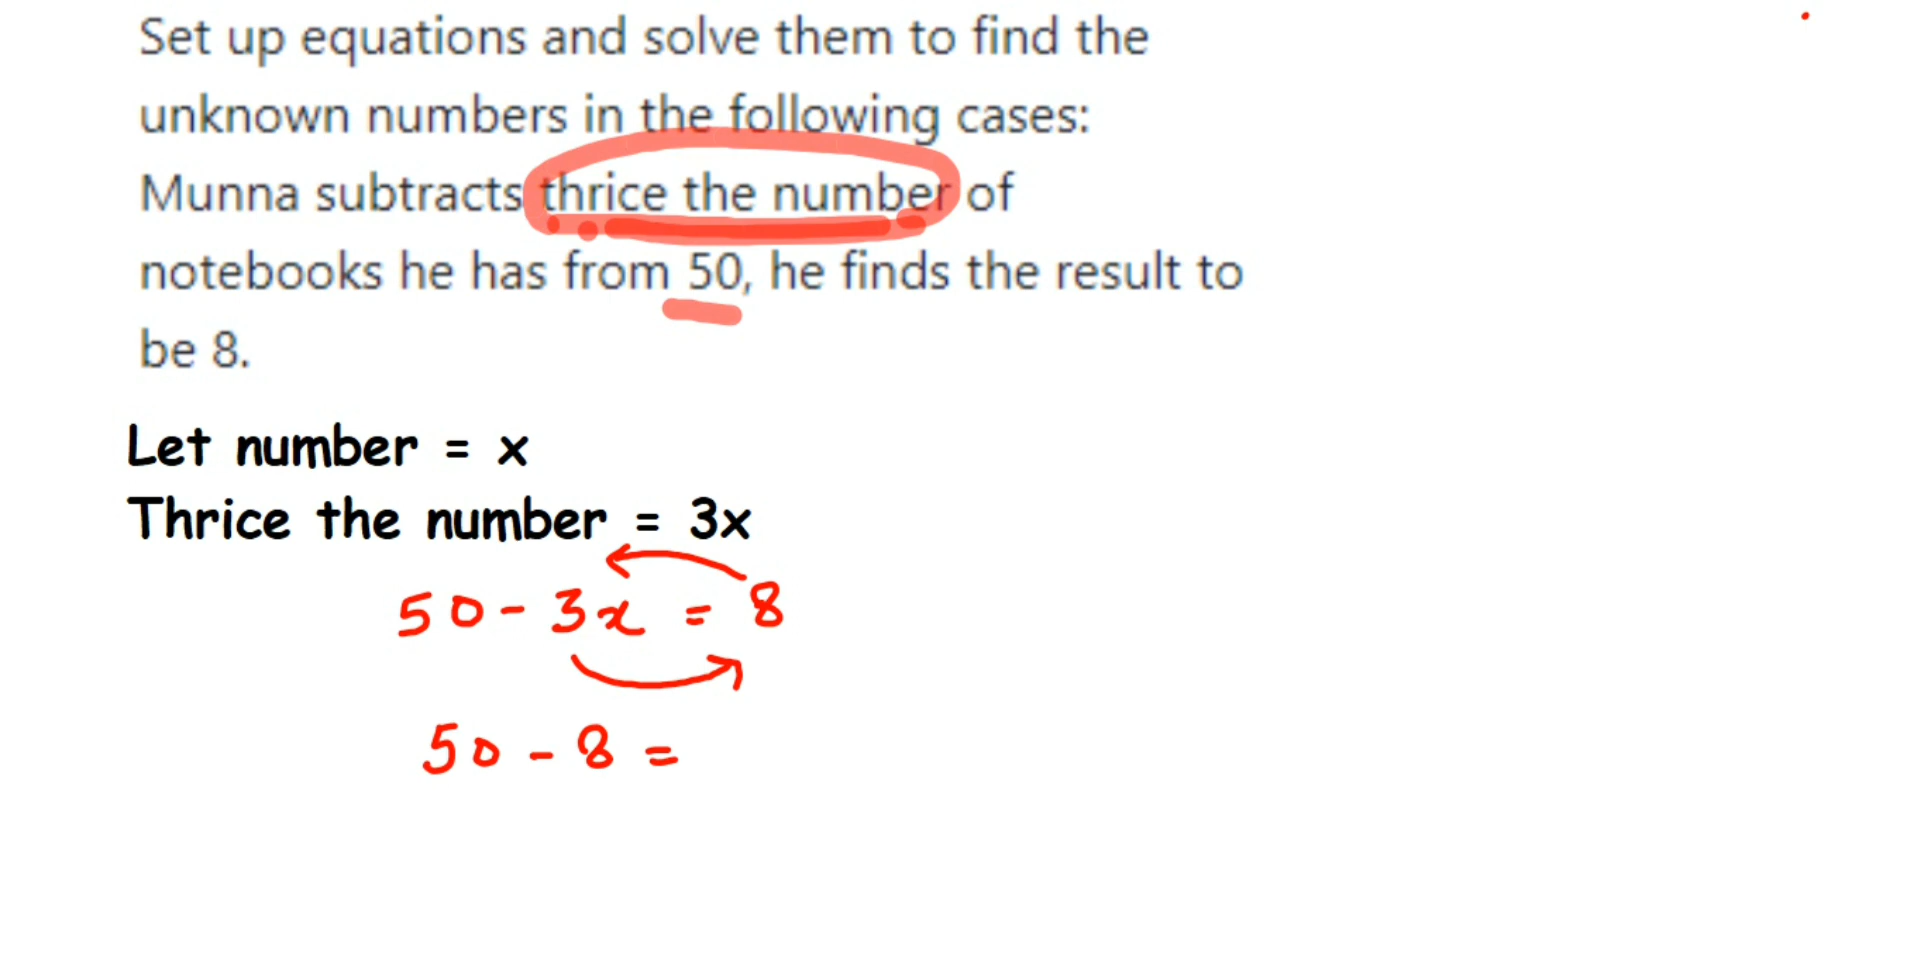 Set up equations and solve them to find the
unknown numbers in the following cases:
Munna subtracts thrice the number of
notebooks he has from 50, he finds the result to
be 8.
Let number = x
Thrice the number = 3x
50 - 3x = 8
50 - 8 =